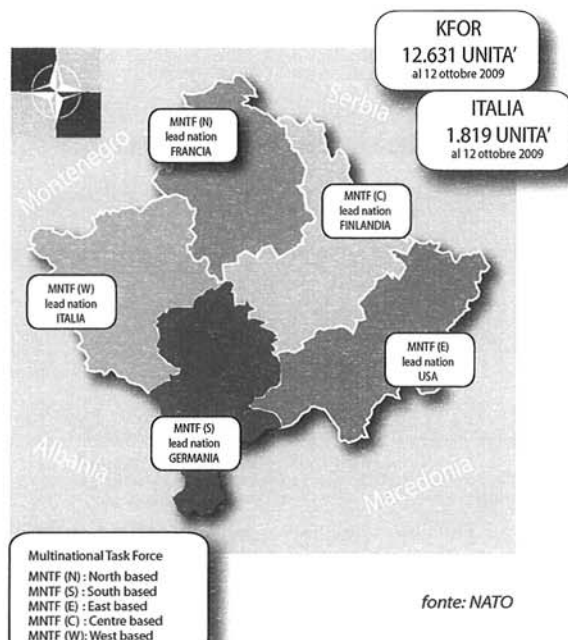 KFOR
12.631 UNITA'
al 12 ottobre 2009
ITALIA
1.819 UNITA'
al 12 ottobre 2009
Serbia
Montenegro
MNTF (N)
lead nation
FRANCIA
MNTF (C)
lead nation
FINLANDIA
MNTF (W)
lead nation
ITALIA
MNTF (E)
lead nation
USA
MNTF (S)
lead nation
GERMANIA
Albania
Macedonia
Multinational Task Force
MNTF (N) : North based
MNTF (S) : South based
MNTF (E) : East based
MNTF (C) : Centre based
MNTF (W): West based
fonte: NATO